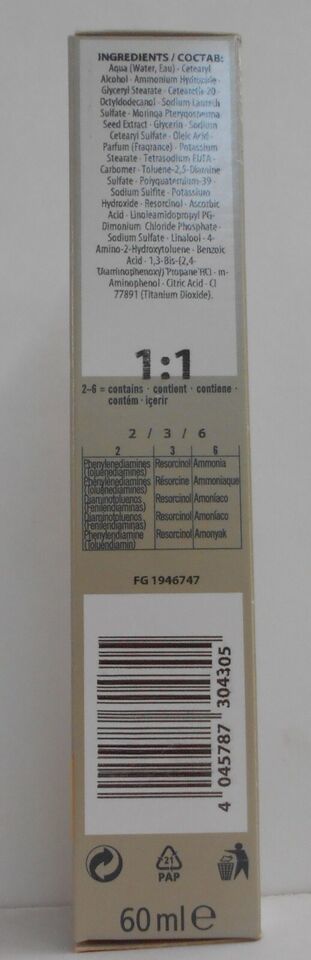 INGREDIENTS / СОСТАВ:
Aqua (Water, Eau) · Cetearyl
Alcohol · Ammonium Hydroxide ·
Glyceryl Stearate · Ceteareth-20 ·
Octyldodecanol · Sodium Laureth
Sulfate · Moringa Pterygosperma
Seed Extract · Glycerin · Sodium
Cetearyl Sulfate · Oleic Acid ·
Parfum (Fragrance) · Potassium
Stearate · Tetrasodium EDTA ·
Carbomer · Toluene-2,5-Diamine
Sulfate · Polyquaternium-39 ·
Sodium Sulfite · Potassium
Hydroxide · Resorcinol · Ascorbic
Acid · Linoleamidopropyl PG-
Dimonium Chloride Phosphate ·
Sodium Sulfate · Linalool · 4-
Amino-2-Hydroxytoluene · Benzoic
Acid · 1,3-Bis-(2,4-
Diaminophenoxy) Propane HCl · m-
Aminophenol · Citric Acid · CI
77891 (Titanium Dioxide).
1:1
2–6 = contains · contient · contiene ·
contém · içerir
2 / 3 / 6
2 3 6
Phenylenediamines (Toluenediamines) Resorcinol Ammonia
Phénylènediamines (Toluènediamines) Résorcine Ammoniaque
Diaminotoluenos (Fenilendiaminas) Resorcinol Amoníaco
Diaminotoluenos (Fenilenediaminas) Resorcinol Amoníaco
Phenylenediamine (Toluendiamin) Resorcinol Amonyak
FG 1946747
4 045787 304305
21
PAP
60 ml e